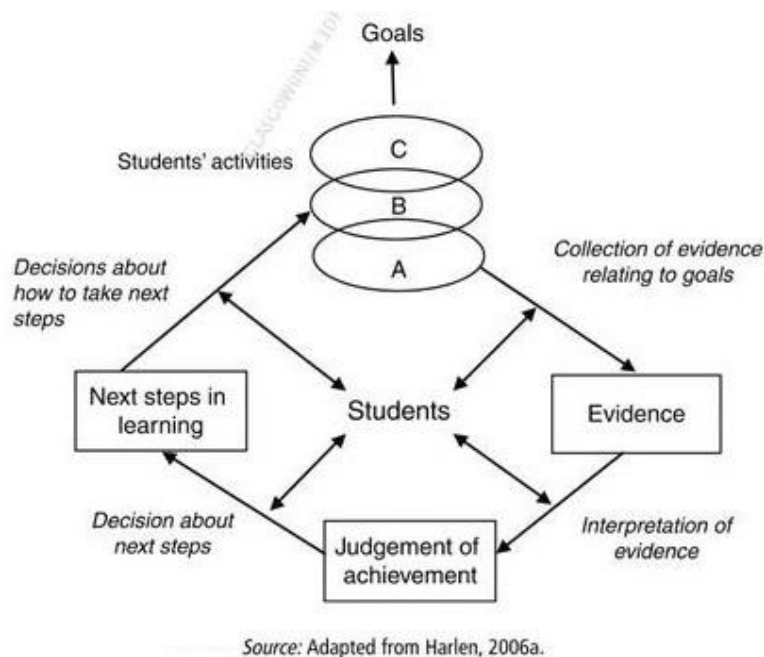 Goals
Students' activities
C
B
A
Decisions about
how to take next
steps
Collection of evidence
relating to goals
Next steps in
learning
Students
Evidence
Decision about
next steps
Judgement of
achievement
Interpretation of
evidence
Source: Adapted from Harlen, 2006a.